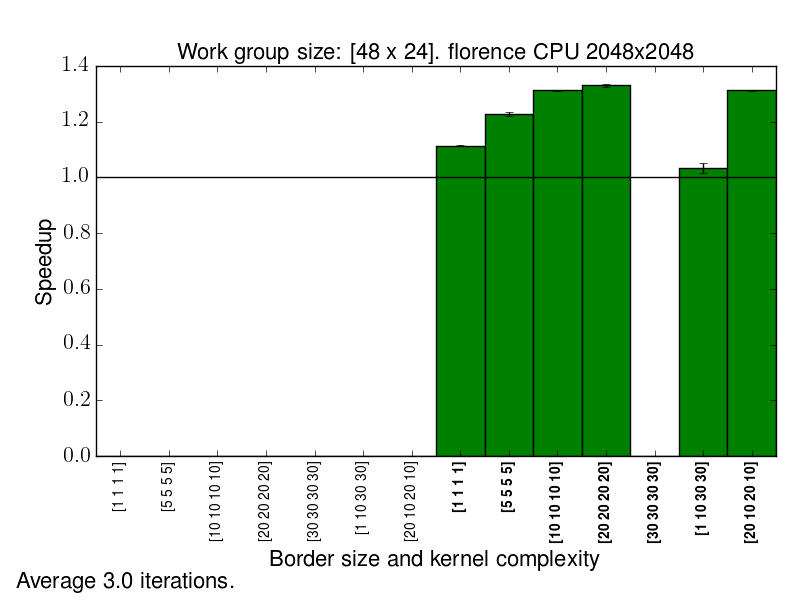 Work group size: [48 x 24]. florence CPU 2048x2048
Speedup
1.4
1.2
1.0
0.8
0.6
0.4
0.2
0.0
[1 1 1 1]
[5 5 5 5]
[10 10 10 10]
[20 20 20 20]
[30 30 30 30]
[1 10 30 30]
[20 10 20 10]
[1 1 1 1]
[5 5 5 5]
[10 10 10 10]
[20 20 20 20]
[30 30 30 30]
[1 10 30 30]
[20 10 20 10]
Border size and kernel complexity
Average 3.0 iterations.